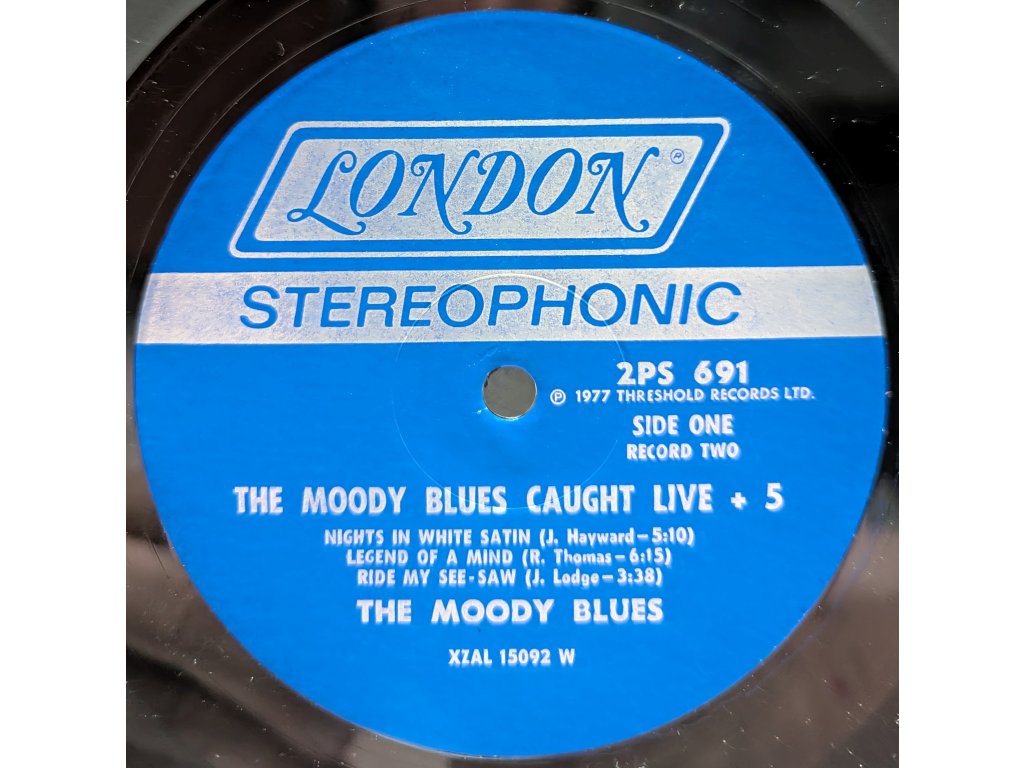 LONDON ®
STEREOPHONIC
2PS 691
℗ 1977 THRESHOLD RECORDS LTD.
SIDE ONE
RECORD TWO
THE MOODY BLUES CAUGHT LIVE + 5
NIGHTS IN WHITE SATIN (J. Hayward–5:10)
LEGEND OF A MIND (R. Thomas–6:15)
RIDE MY SEE-SAW (J. Lodge–3:38)
THE MOODY BLUES
XZAL 15092 W